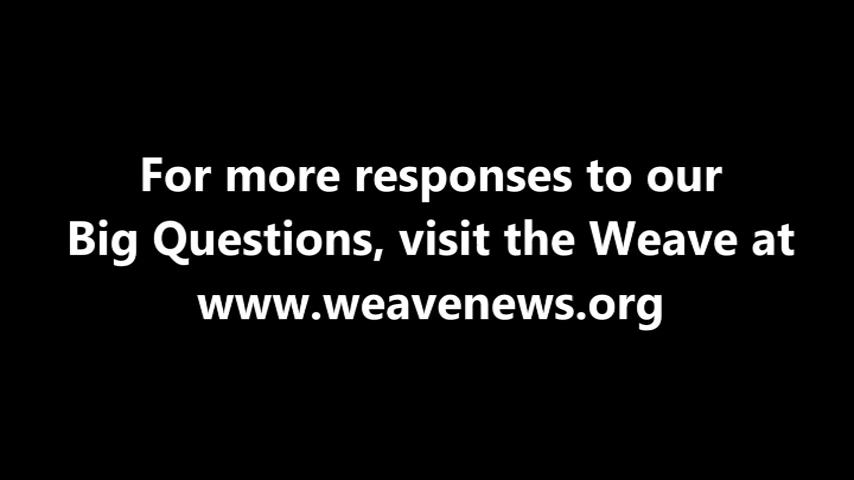 For more responses to our
Big Questions, visit the Weave at
www.weavenews.org